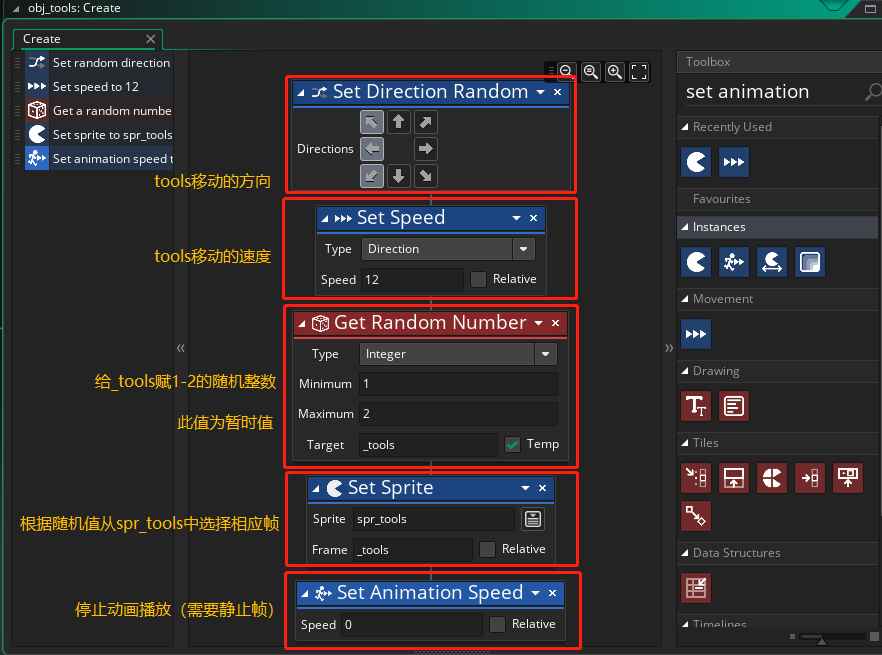 obj_tools: Create
Create
Set random direction
Set speed to 12
Get a random numbe
Set sprite to spr_tools
Set animation speed t
Set Direction Random
Directions
tools移动的方向
Set Speed
Type Direction
tools移动的速度
Speed 12 Relative
Get Random Number
Type Integer
给_tools赋1-2的随机整数
Minimum 1
Maximum 2
此值为暂时值
Target _tools Temp
Set Sprite
Sprite spr_tools
根据随机值从spr_tools中选择相应帧
Frame _tools Relative
Set Animation Speed
停止动画播放（需要静止帧）
Speed 0 Relative
Toolbox
set animation
Recently Used
Favourites
Instances
Movement
Drawing
Tiles
Data Structures
Timelines